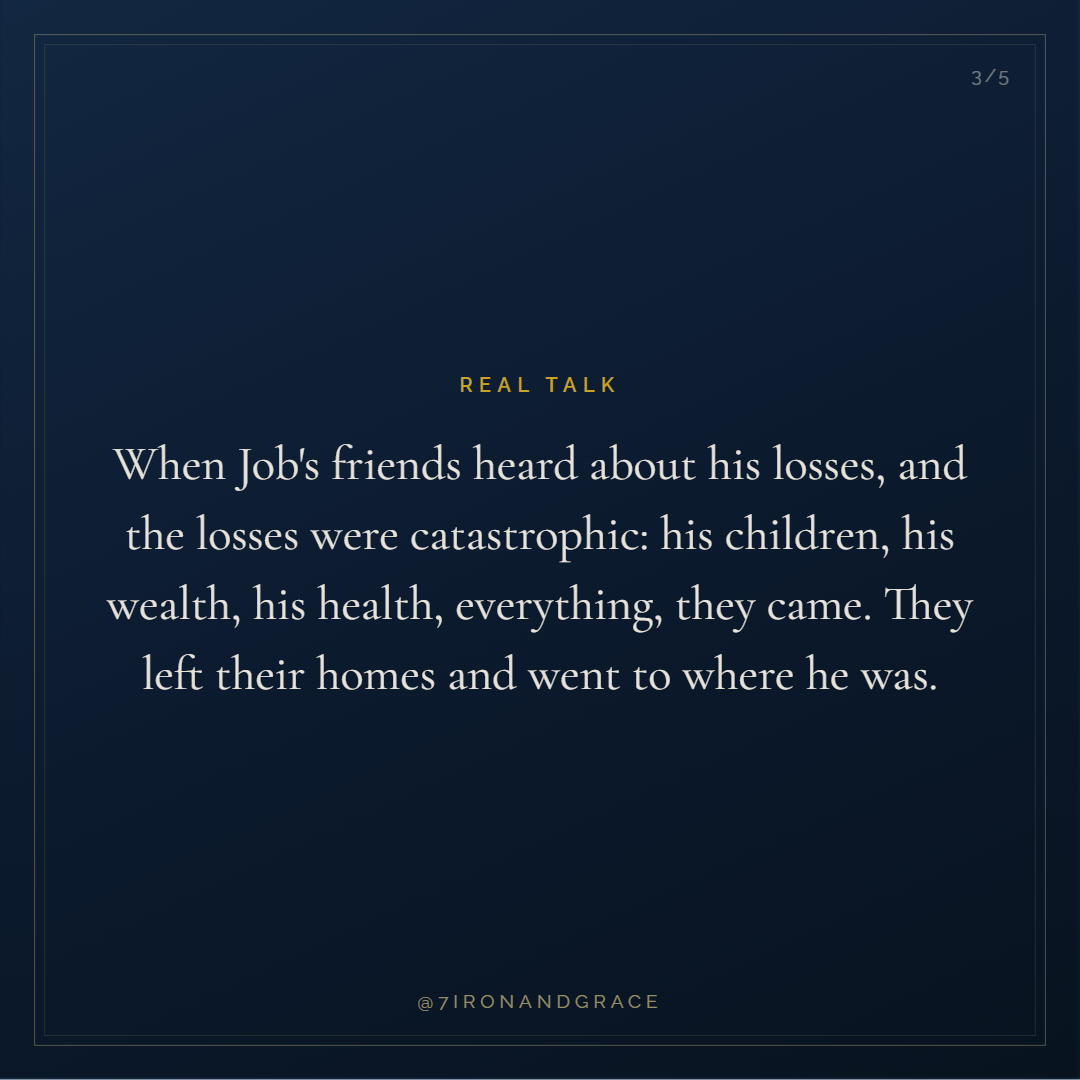 3/5
REAL TALK
When Job's friends heard about his losses, and
the losses were catastrophic: his children, his
wealth, his health, everything, they came. They
left their homes and went to where he was.
@7IRONANDGRACE